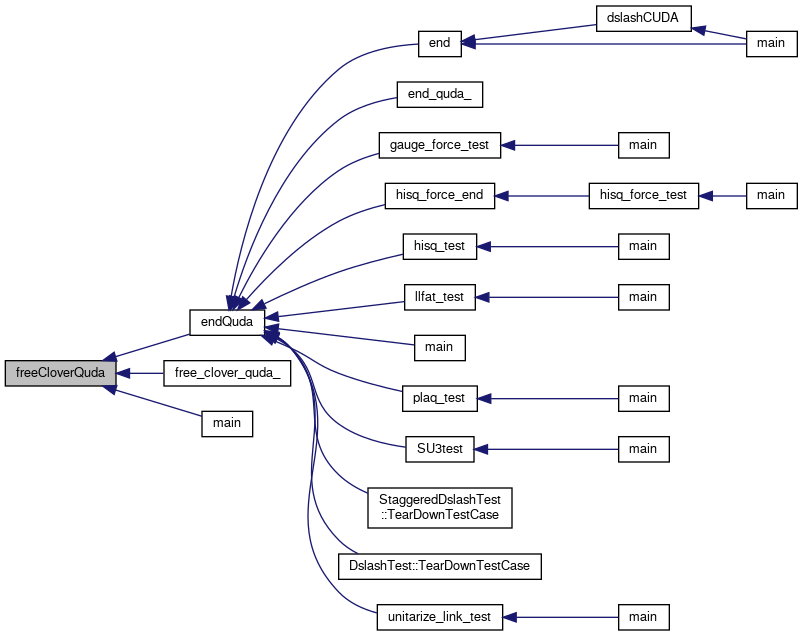 dslashCUDA
end
main
end_quda_
gauge_force_test
main
hisq_force_end
hisq_force_test
main
hisq_test
main
llfat_test
main
endQuda
main
freeCloverQuda
free_clover_quda_
plaq_test
main
main
SU3test
main
StaggeredDslashTest
::TearDownTestCase
DslashTest::TearDownTestCase
unitarize_link_test
main